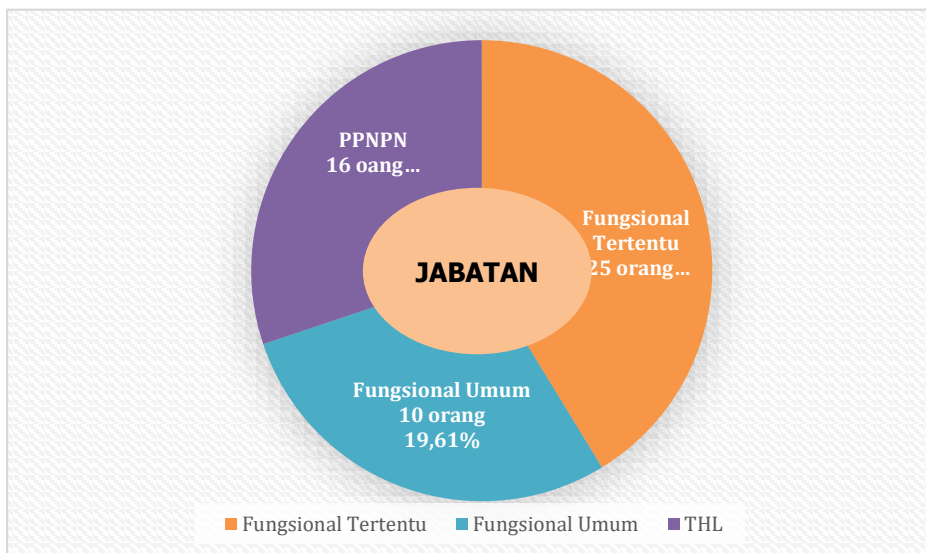 PPNPN
16 oang...
Fungsional
Tertentu
25 orang...
JABATAN
Fungsional Umum
10 orang
19,61%
Fungsional Tertentu Fungsional Umum THL